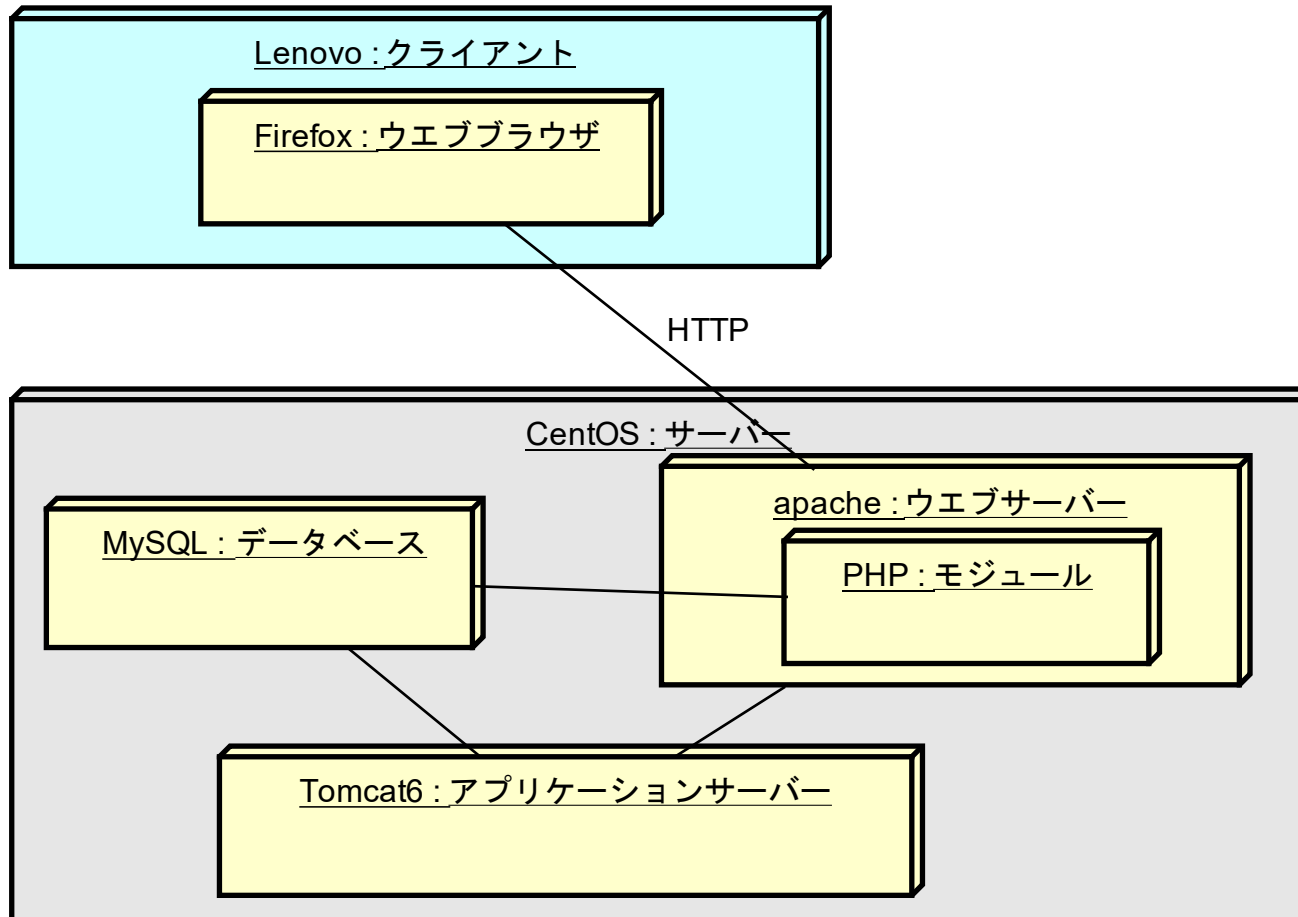 Lenovo : クライアント
Firefox : ウエブブラウザ
HTTP
CentOS : サーバー
apache : ウエブサーバー
MySQL : データベース
PHP : モジュール
Tomcat6 : アプリケーションサーバー